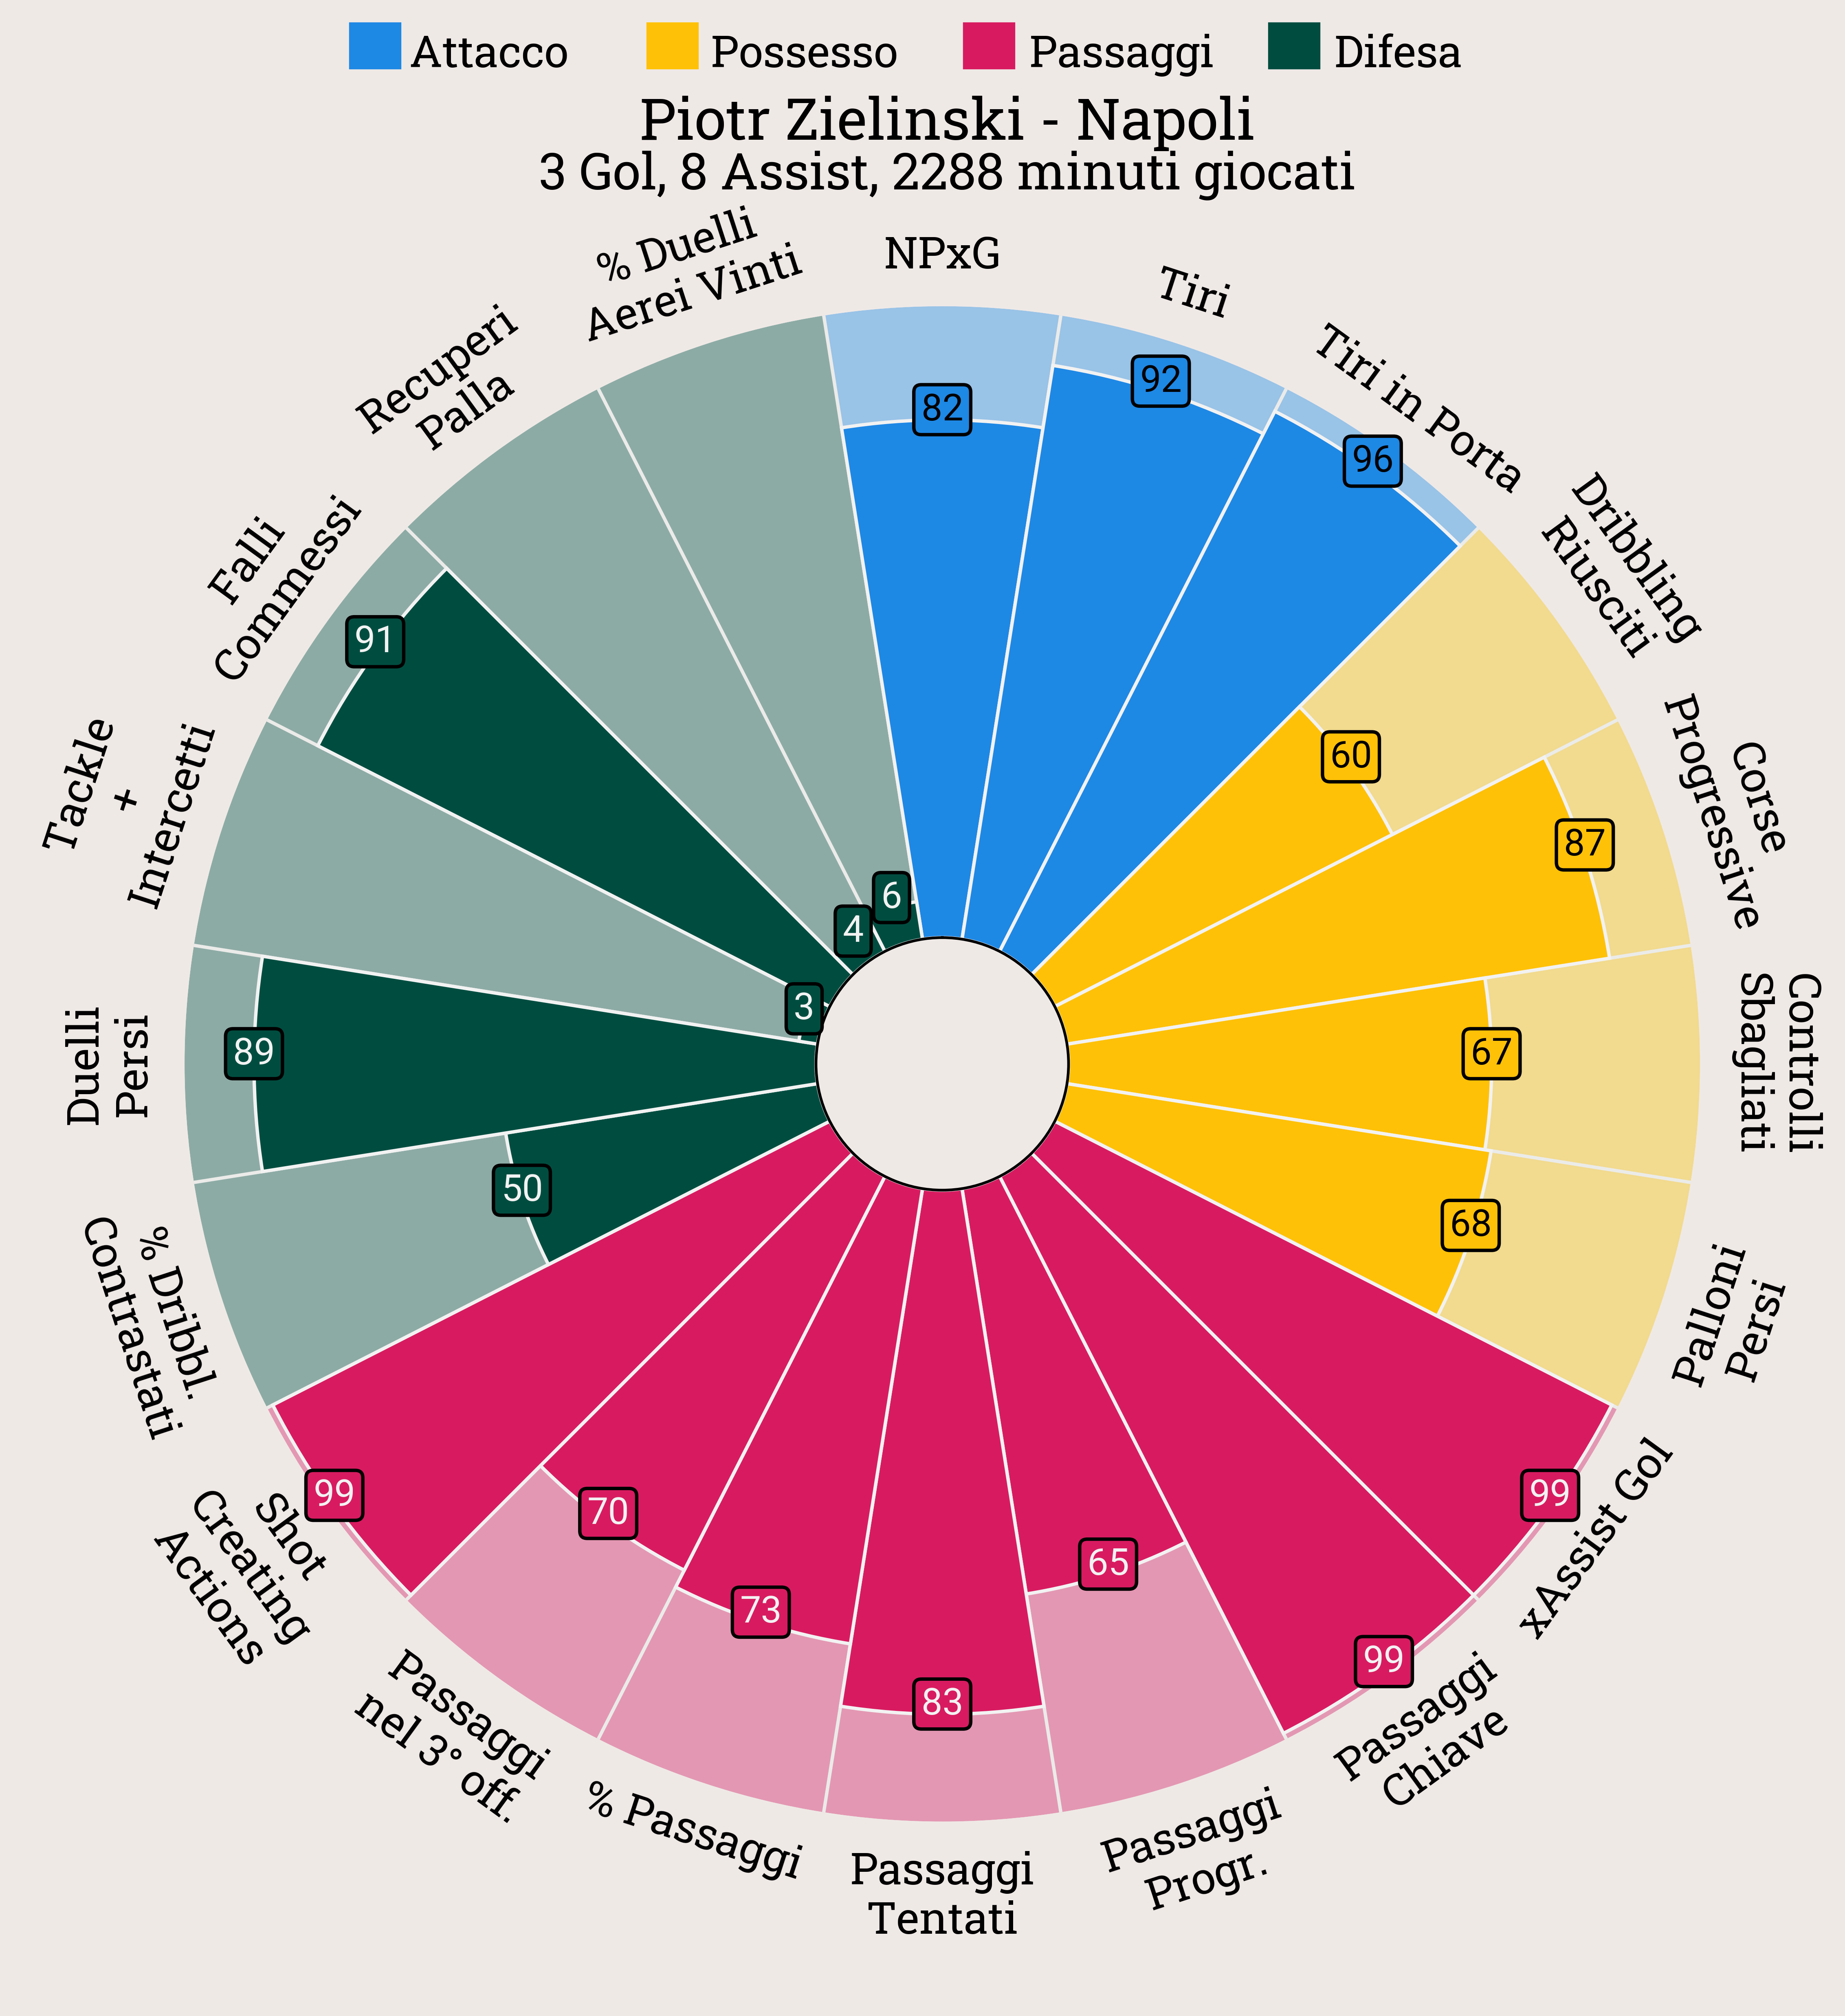 Attacco Possesso Passaggi Difesa
Piotr Zielinski - Napoli
3 Gol, 8 Assist, 2288 minuti giocati
NPxG
82
Tiri
92
Tiri in Porta
96
Dribbling
Riusciti
60
Corse
Progressive
87
Controlli
Sbagliati
67
Palloni
Persi
68
xAssist Gol
99
Passaggi
Chiave
99
Passaggi
Progr.
65
Passaggi
Tentati
83
% Passaggi
73
Passaggi
nel 3° off.
70
Shot
Creating
Actions
99
% Dribbl.
Contrastati
50
Duelli
Persi
89
Tackle
+
Intercetti
3
Falli
Commessi
91
Recuperi
Palla
4
% Duelli
Aerei Vinti
6